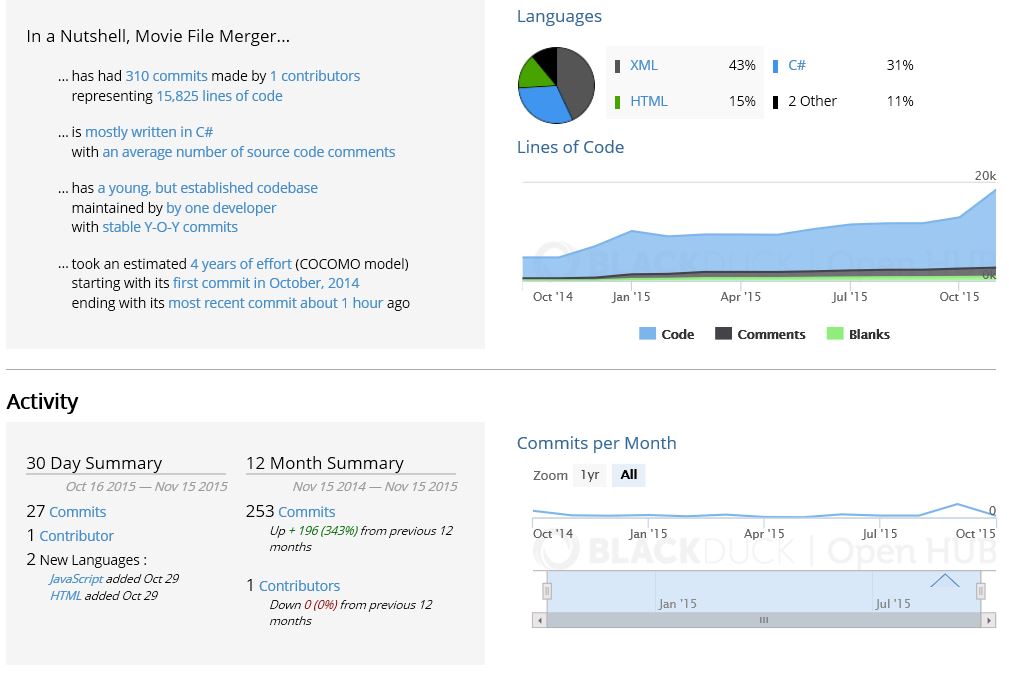 In a Nutshell, Movie File Merger...
... has had 310 commits made by 1 contributors
representing 15,825 lines of code
... is mostly written in C#
with an average number of source code comments
... has a young, but established codebase
maintained by by one developer
with stable Y-O-Y commits
... took an estimated 4 years of effort (COCOMO model)
starting with its first commit in October, 2014
ending with its most recent commit about 1 hour ago
Languages
XML 43% C# 31%
HTML 15% 2 Other 11%
Lines of Code
20k
BLACKDUCK | Open HUB
0k
Oct '14 Jan '15 Apr '15 Jul '15 Oct '15
Code Comments Blanks
Activity
30 Day Summary
Oct 16 2015 — Nov 15 2015
27 Commits
1 Contributor
2 New Languages :
JavaScript added Oct 29
HTML added Oct 29
12 Month Summary
Nov 15 2014 — Nov 15 2015
253 Commits
Up + 196 (343%) from previous 12
months
1 Contributors
Down 0 (0%) from previous 12
months
Commits per Month
Zoom 1yr All
0
Oct '14 Jan '15 Apr '15 Jul '15 Oct '15
BLACKDUCK | Open HUB
Jan '15 Jul '15